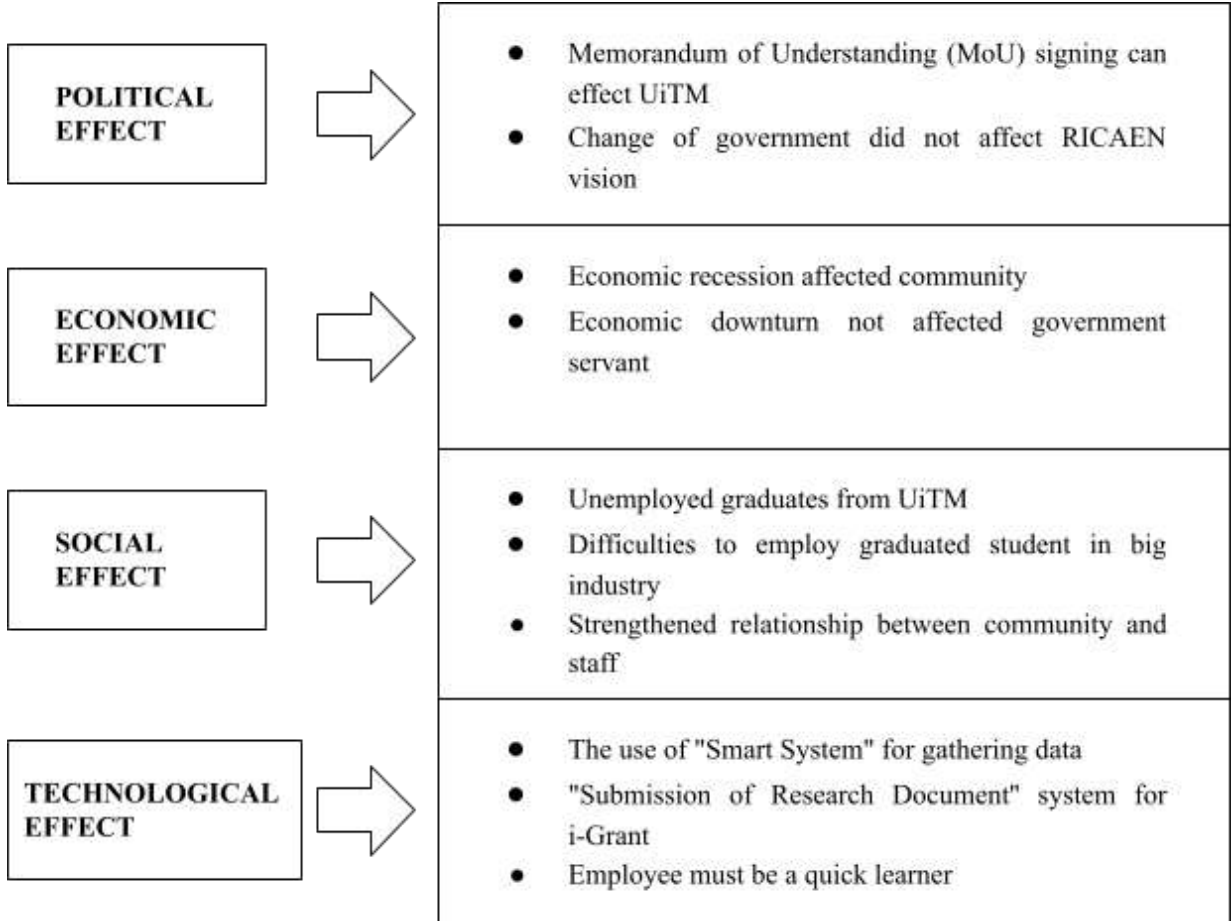 POLITICAL
EFFECT
● Memorandum of Understanding (MoU) signing can
effect UiTM
● Change of government did not affect RICAEN
vision
ECONOMIC
EFFECT
● Economic recession affected community
● Economic downturn not affected government
servant
SOCIAL
EFFECT
● Unemployed graduates from UiTM
● Difficulties to employ graduated student in big
industry
● Strengthened relationship between community and
staff
TECHNOLOGICAL
EFFECT
● The use of "Smart System" for gathering data
● "Submission of Research Document" system for
i-Grant
● Employee must be a quick learner